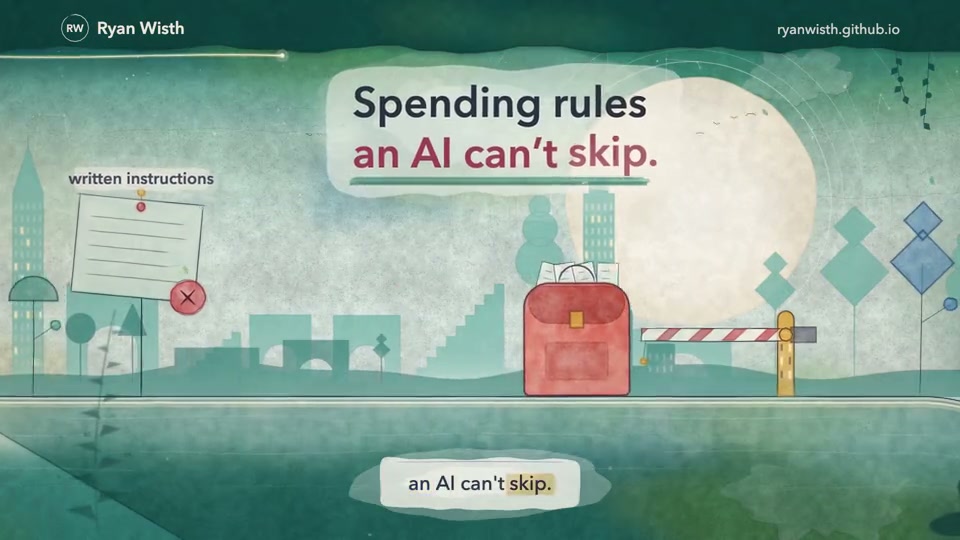 RW Ryan Wisth
ryanwisth.github.io
Spending rules
an AI can’t skip.
written instructions
an AI can't skip.